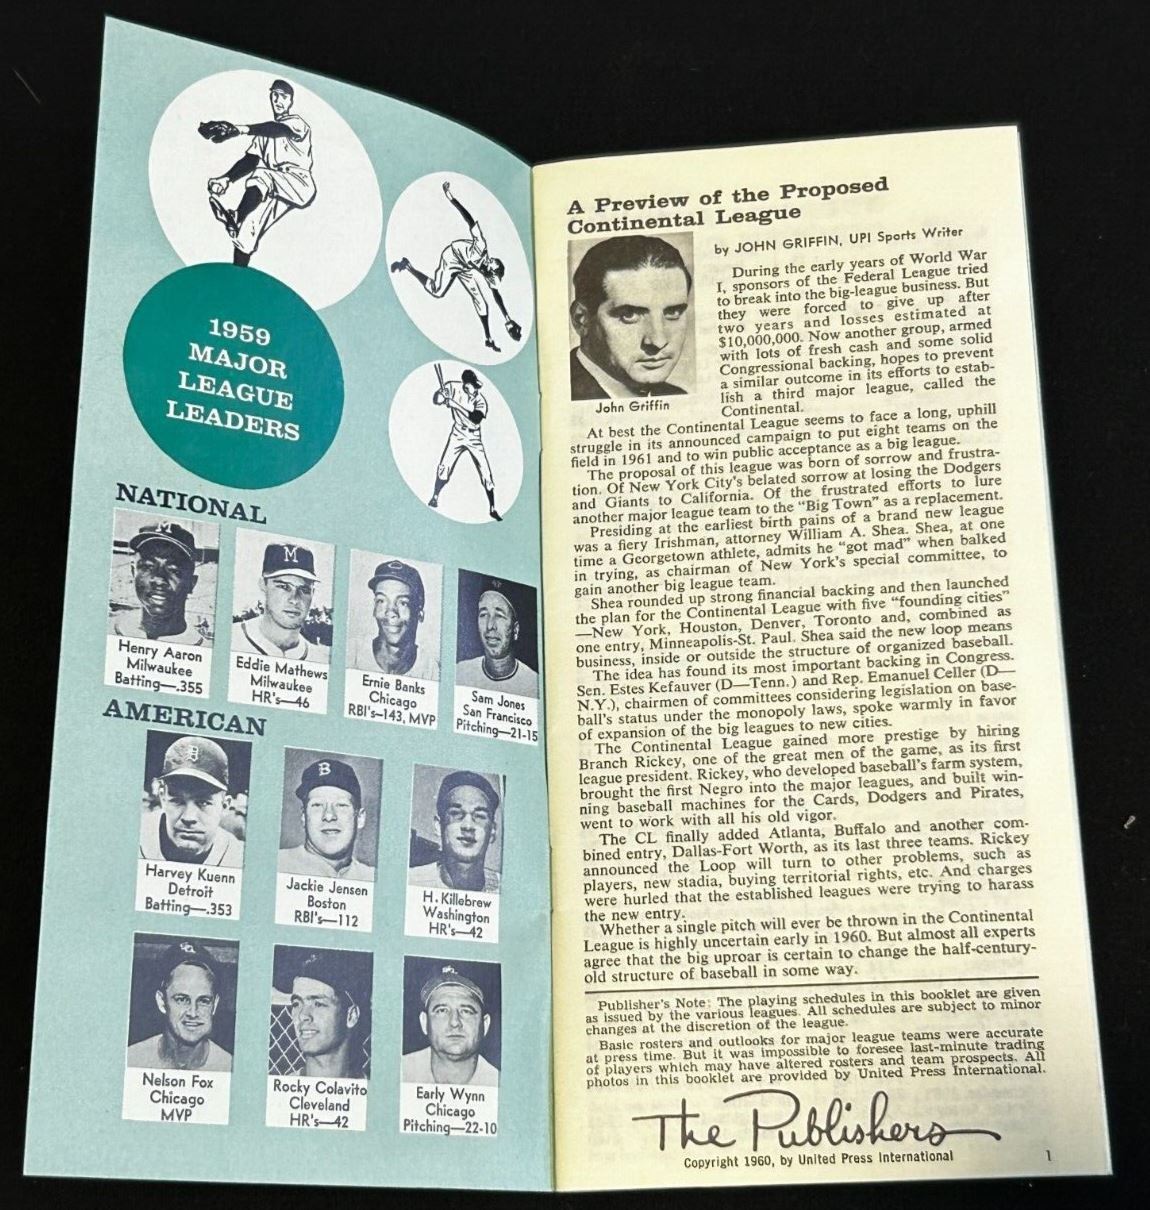 1959
MAJOR
LEAGUE
LEADERS
NATIONAL
M
Henry Aaron
Milwaukee
Batting—.355
M
Eddie Mathews
Milwaukee
HR's—46
C
Ernie Banks
Chicago
RBI's—143, MVP
SF
Sam Jones
San Francisco
Pitching—21-15
AMERICAN
D
Harvey Kuenn
Detroit
Batting—.353
B
Jackie Jensen
Boston
RBI's—112
H. Killebrew
Washington
HR's—42
Nelson Fox
Chicago
MVP
Rocky Colavito
Cleveland
HR's—42
Early Wynn
Chicago
Pitching—22-10
A Preview of the Proposed
Continental League
by JOHN GRIFFIN, UPI Sports Writer
John Griffin
During the early years of World War
I, sponsors of the Federal League tried
to break into the big-league business. But
they were forced to give up after
two years and losses estimated at
$10,000,000. Now another group, armed
with lots of fresh cash and some solid
Congressional backing, hopes to prevent
a similar outcome in its efforts to estab-
lish a third major league, called the
Continental.
At best the Continental League seems to face a long, uphill
struggle in its announced campaign to put eight teams on the
field in 1961 and to win public acceptance as a big league.
The proposal of this league was born of sorrow and frustra-
tion. Of New York City's belated sorrow at losing the Dodgers
and Giants to California. Of the frustrated efforts to lure
another major league team to the "Big Town" as a replacement.
Presiding at the earliest birth pains of a brand new league
was a fiery Irishman, attorney William A. Shea. Shea, at one
time a Georgetown athlete, admits he "got mad" when balked
in trying, as chairman of New York's special committee, to
gain another big league team.
Shea rounded up strong financial backing and then launched
the plan for the Continental League with five "founding cities"
—New York, Houston, Denver, Toronto and, combined as
one entry, Minneapolis-St. Paul. Shea said the new loop means
business, inside or outside the structure of organized baseball.
The idea has found its most important backing in Congress.
Sen. Estes Kefauver (D—Tenn.) and Rep. Emanuel Celler (D—
N.Y.), chairmen of committees considering legislation on base-
ball's status under the monopoly laws, spoke warmly in favor
of expansion of the big leagues to new cities.
The Continental League gained more prestige by hiring
Branch Rickey, one of the great men of the game, as its first
league president. Rickey, who developed baseball's farm system,
brought the first Negro into the major leagues, and built win-
ning baseball machines for the Cards, Dodgers and Pirates,
went to work with all his old vigor.
The CL finally added Atlanta, Buffalo and another com-
bined entry, Dallas-Fort Worth, as its last three teams. Rickey
announced the Loop will turn to other problems, such as
players, new stadia, buying territorial rights, etc. And charges
were hurled that the established leagues were trying to harass
the new entry.
Whether a single pitch will ever be thrown in the Continental
League is highly uncertain early in 1960. But almost all experts
agree that the big uproar is certain to change the half-century-
old structure of baseball in some way.
Publisher's Note: The playing schedules in this booklet are given
as issued by the various leagues. All schedules are subject to minor
changes at the discretion of the league.
Basic rosters and outlooks for major league teams were accurate
at press time. But it was impossible to foresee last-minute trading
of players which may have altered rosters and team prospects. All
photos in this booklet are provided by United Press International.
The Publishers
Copyright 1960, by United Press International
1